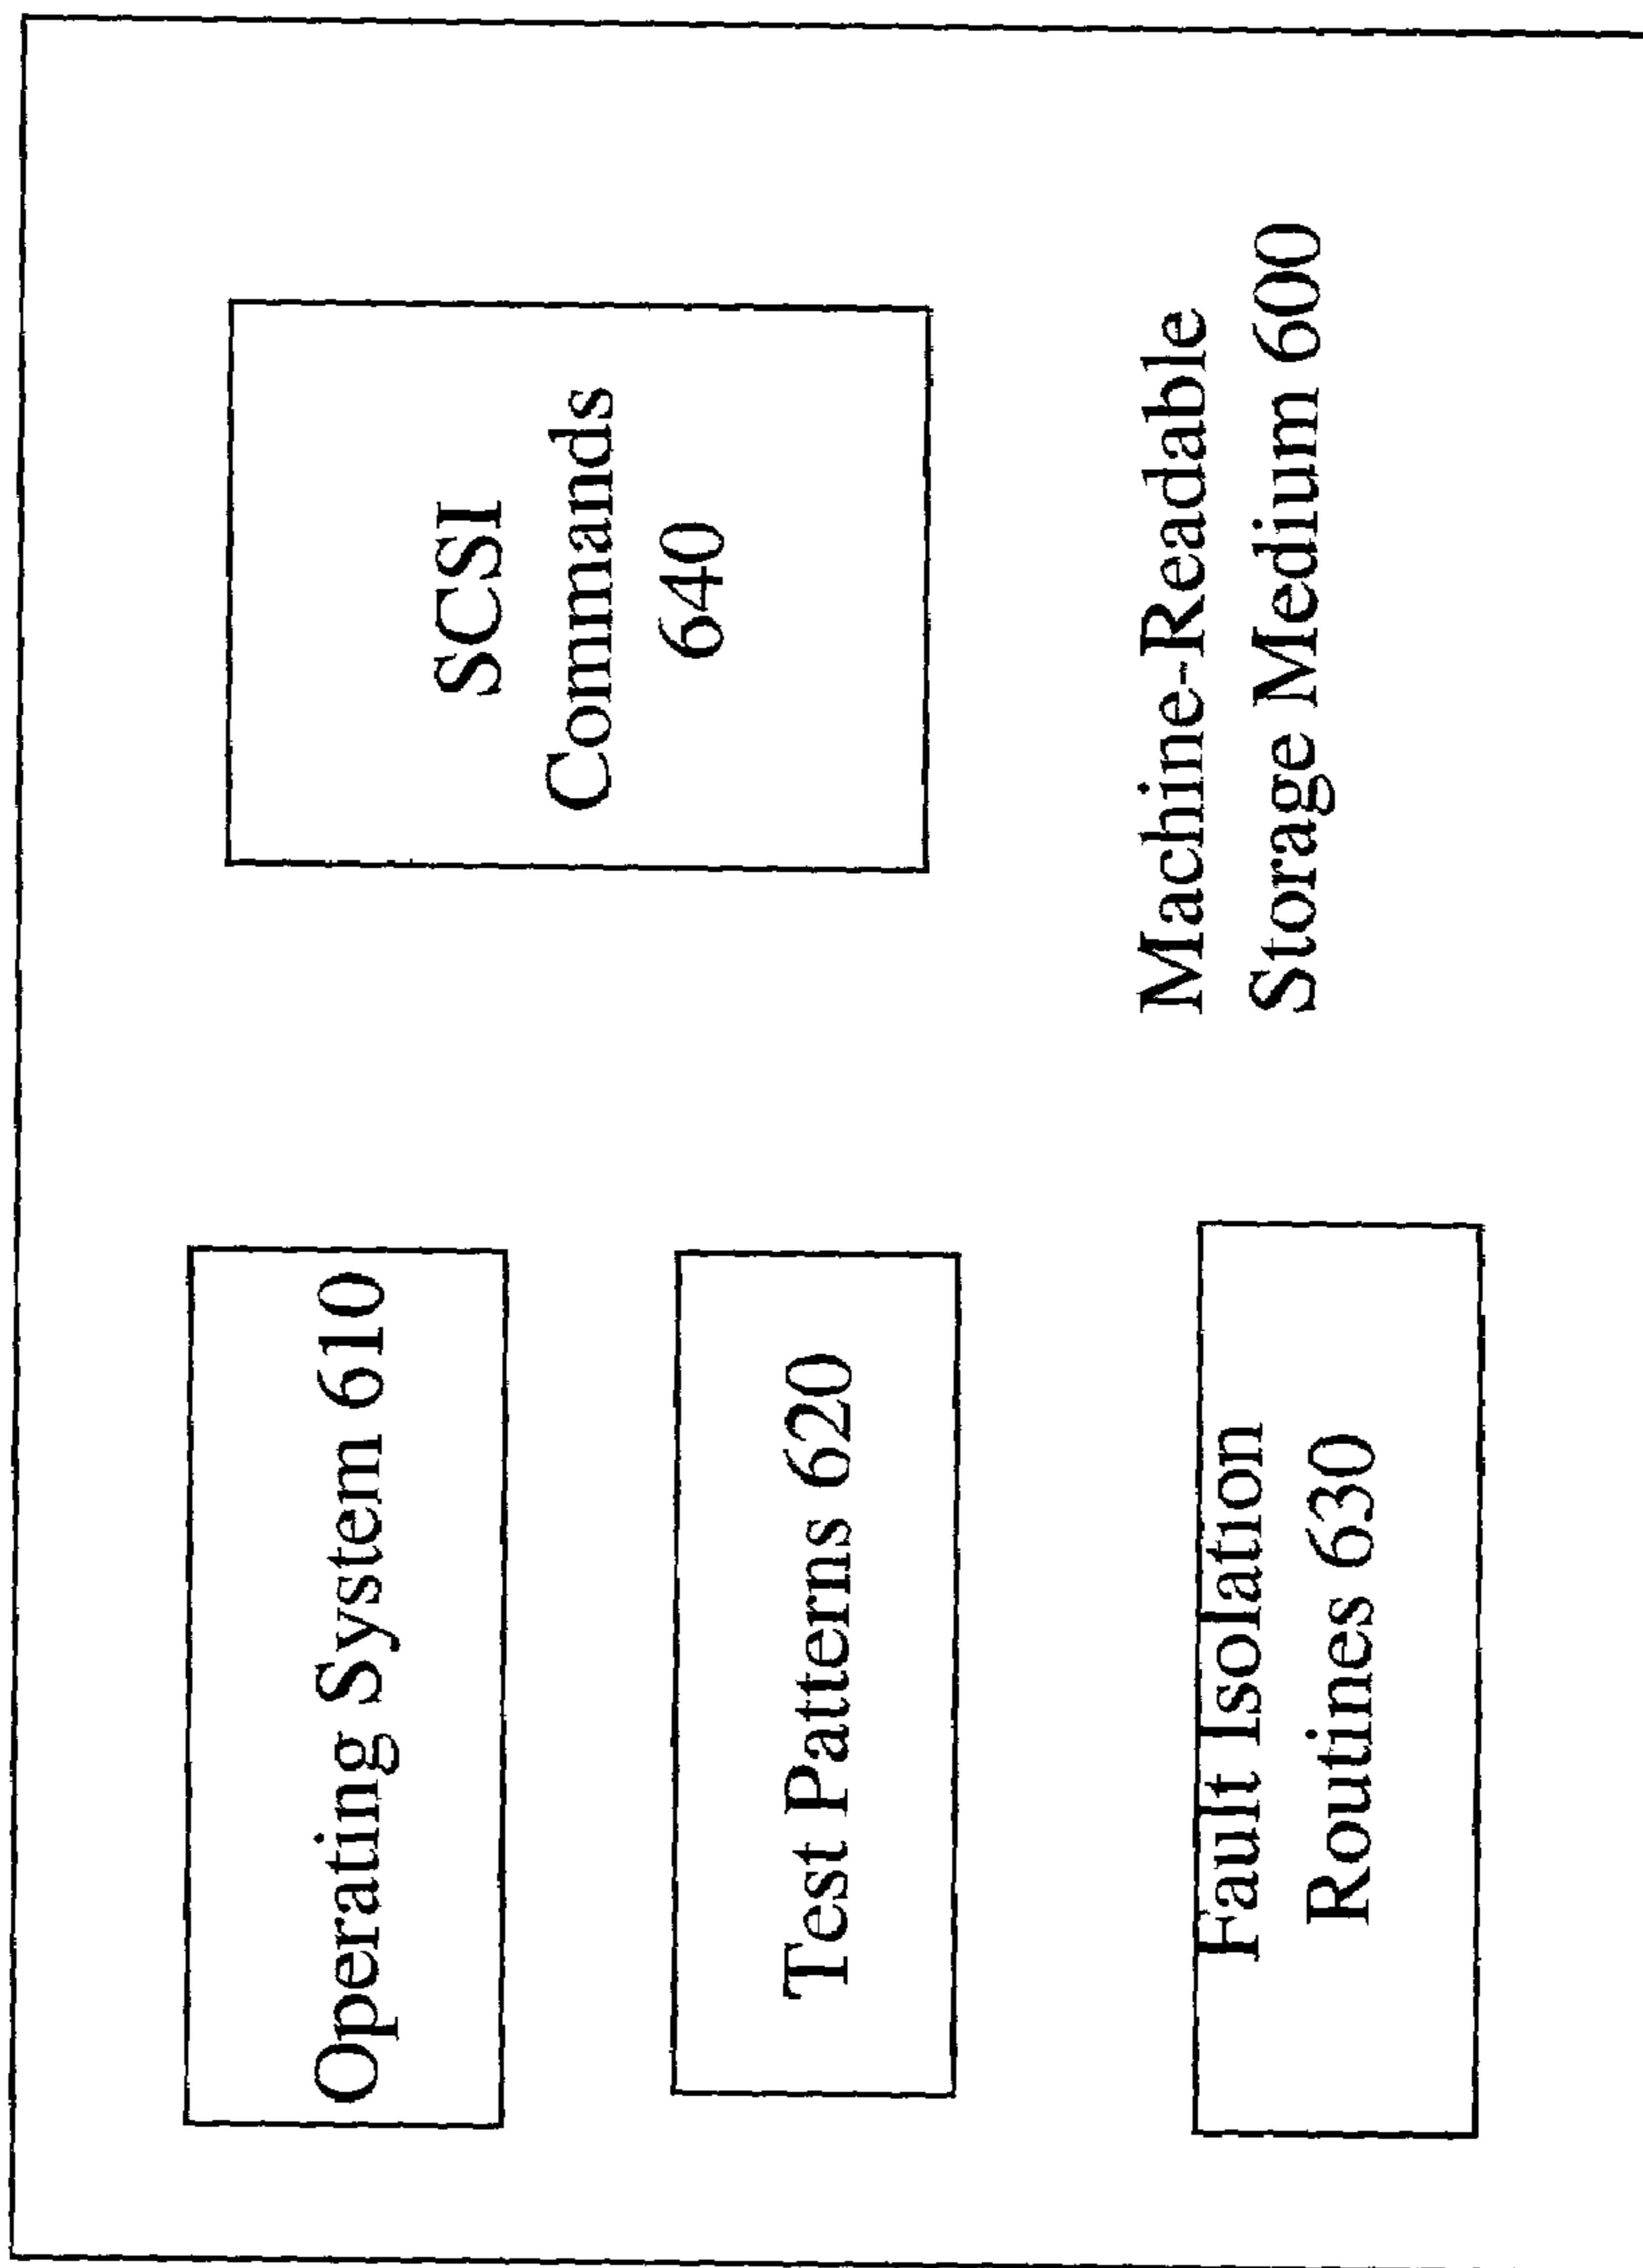 Operating System 610
Test Patterns 620
Fault Isolation
Routines 630
SCSI
Commands
640
Machine-Readable
Storage Medium 600